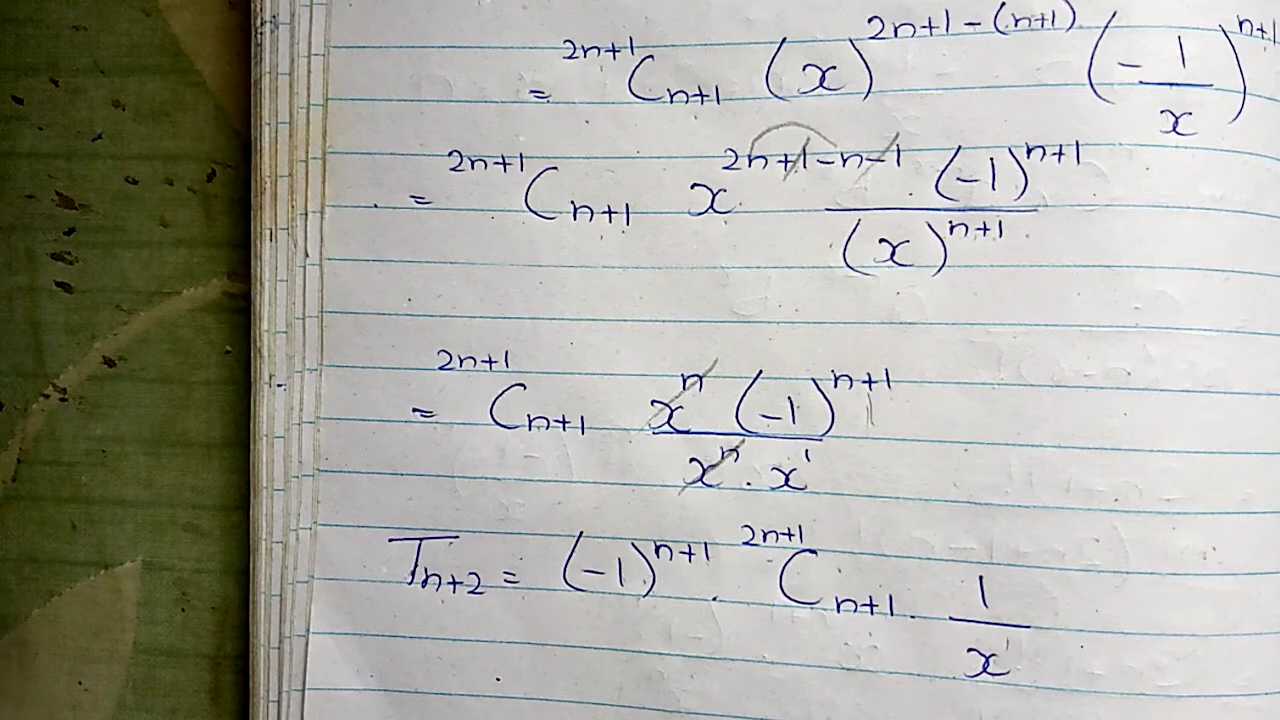 = ²ⁿ⁺¹Cₙ₊₁ (x)²ⁿ⁺¹⁻⁽ⁿ⁺¹⁾ (-1/x)ⁿ⁺¹
= ²ⁿ⁺¹Cₙ₊₁ x²ⁿ⁺¹⁻ⁿ⁻¹ (-1)ⁿ⁺¹/(x)ⁿ⁺¹
= ²ⁿ⁺¹Cₙ₊₁ xⁿ (-1)ⁿ⁺¹/xⁿ . x¹
Tₙ₊₂ = (-1)ⁿ⁺¹ . ²ⁿ⁺¹Cₙ₊₁ . 1/x